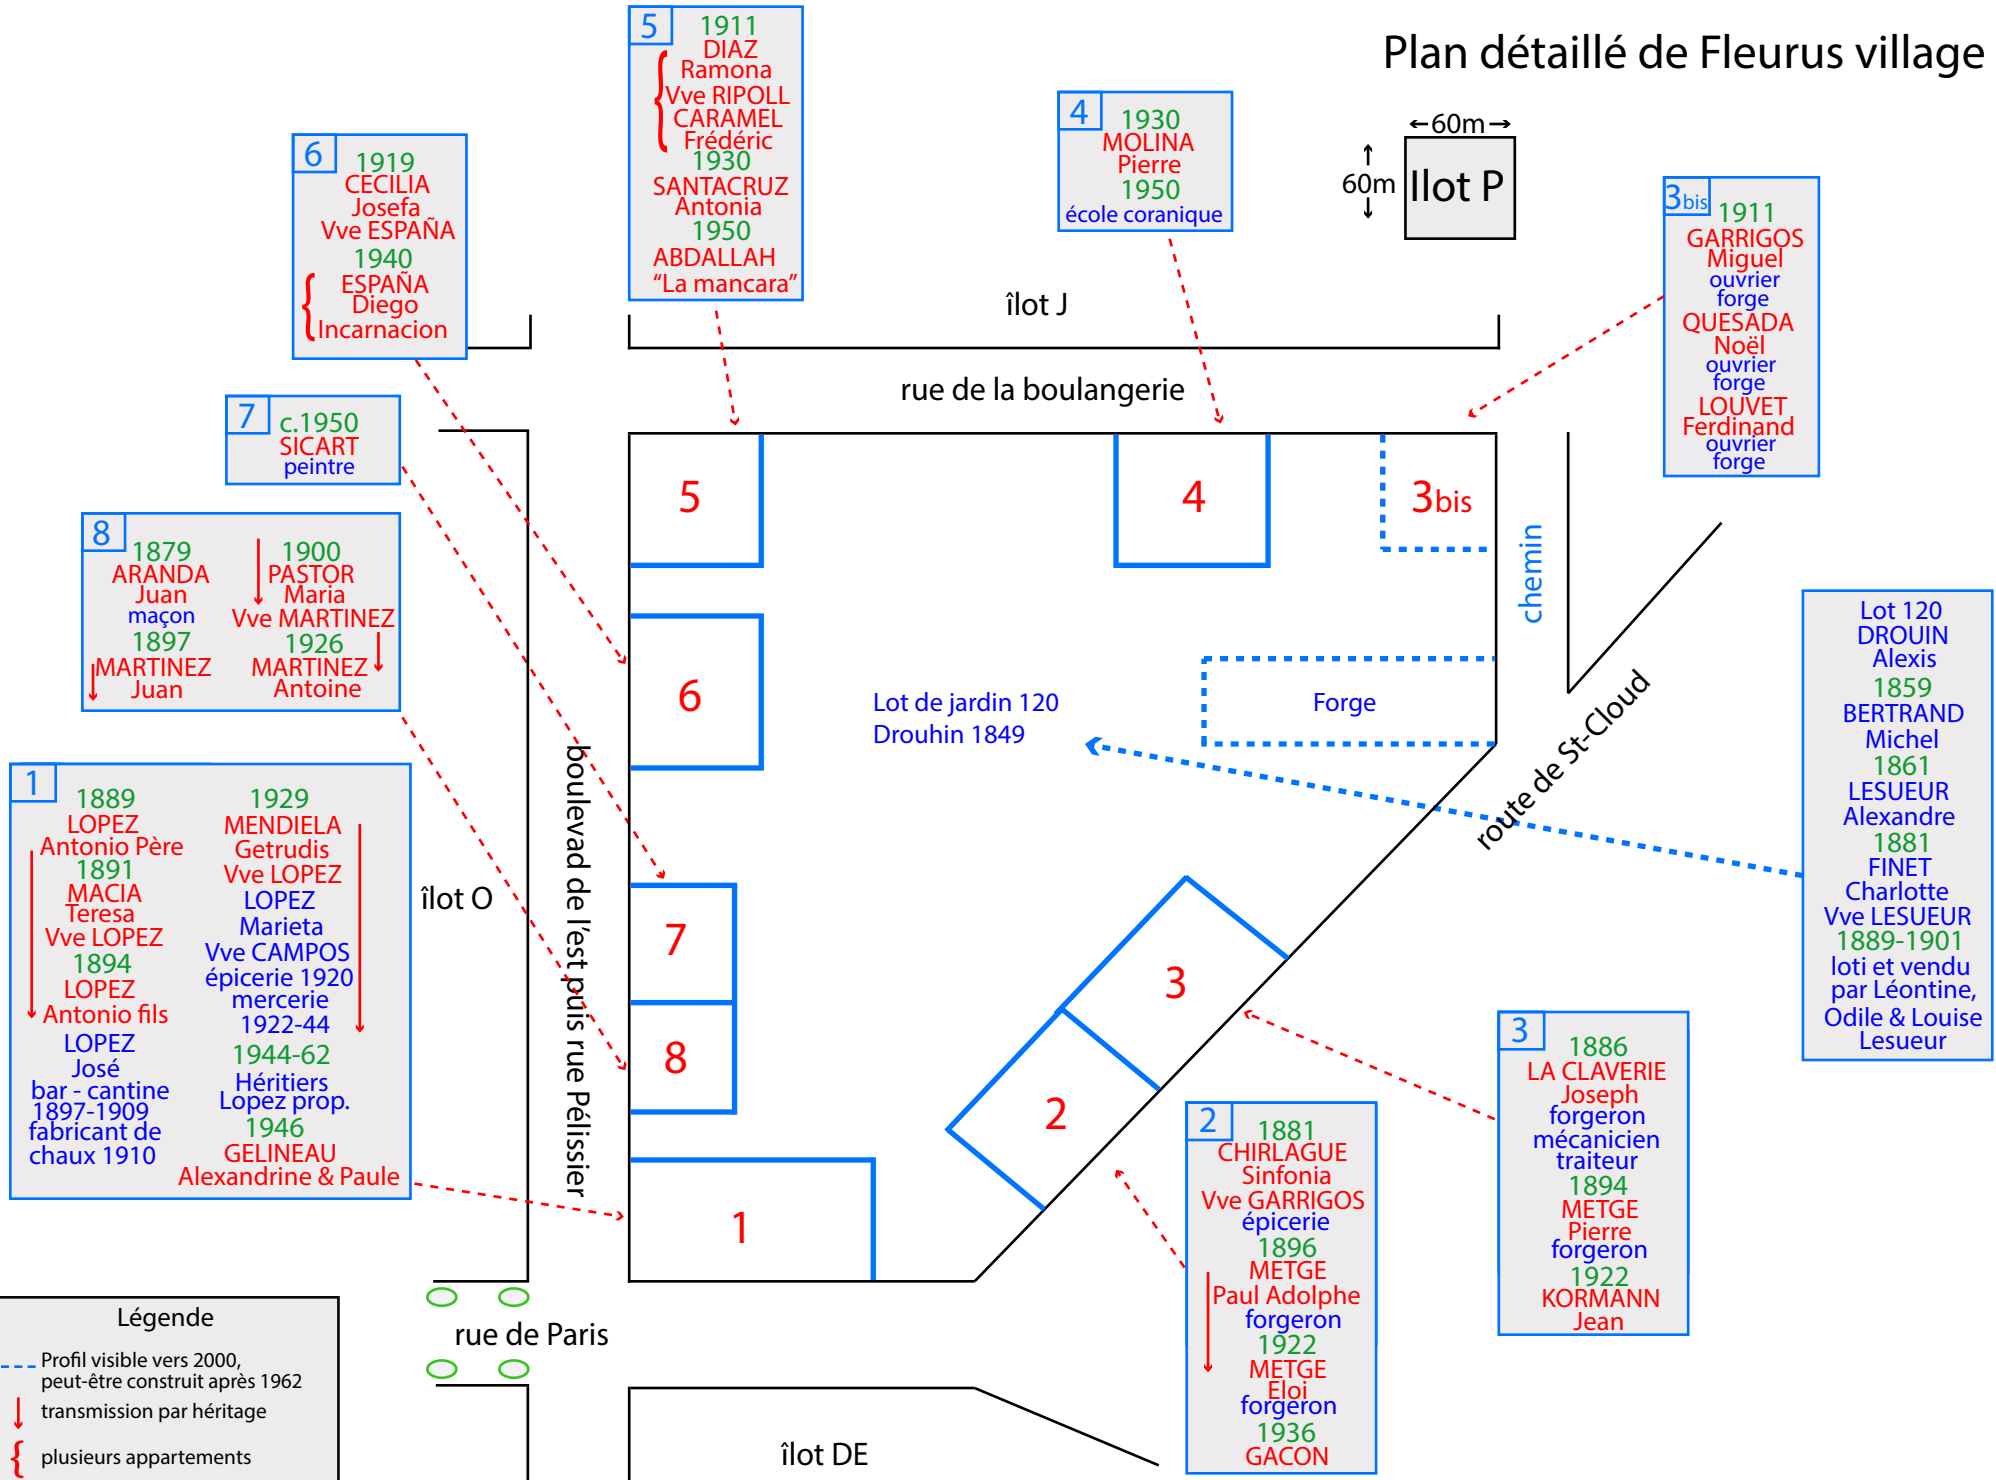 Plan détaillé de Fleurus village
←60m→
60m
Ilot P
5
1911
DIAZ
Ramona
Vve RIPOLL
CARAMEL
Frédéric
1930
SANTACRUZ
Antonia
1950
ABDALLAH
“La mancara”
4
1930
MOLINA
Pierre
1950
école coranique
6
1919
CECILIA
Josefa
Vve ESPAÑA
1940
ESPAÑA
Diego
Incarnacion
3bis
1911
GARRIGOS
Miguel
ouvrier
forge
QUESADA
Noël
ouvrier
forge
LOUVET
Ferdinand
ouvrier
forge
îlot J
rue de la boulangerie
7
c.1950
SICART
peintre
8
1879
ARANDA
Juan
maçon
1897
MARTINEZ
Juan
1900
PASTOR
Maria
Vve MARTINEZ
1926
MARTINEZ
Antoine
5
4
3bis
chemin
6
Lot de jardin 120
Drouhin 1849
Forge
route de St-Cloud
Lot 120
DROUIN
Alexis
1859
BERTRAND
Michel
1861
LESUEUR
Alexandre
1881
FINET
Charlotte
Vve LESUEUR
1889-1901
loti et vendu
par Léontine,
Odile & Louise
Lesueur
1
1889
LOPEZ
Antonio Père
1891
MACIA
Teresa
Vve LOPEZ
1894
LOPEZ
Antonio fils
LOPEZ
José
bar - cantine
1897-1909
fabricant de
chaux 1910
1929
MENDIELA
Getrudis
Vve LOPEZ
LOPEZ
Marieta
Vve CAMPOS
épicerie 1920
mercerie
1922-44
1944-62
Héritiers
Lopez prop.
1946
GELINEAU
Alexandrine & Paule
îlot O
boulevad de l'est puis rue Pélissier
7
8
3
2
1
3
1886
LA CLAVERIE
Joseph
forgeron
mécanicien
traiteur
1894
METGE
Pierre
forgeron
1922
KORMANN
Jean
2
1881
CHIRLAGUE
Sinfonia
Vve GARRIGOS
épicerie
1896
METGE
Paul Adolphe
forgeron
1922
METGE
Eloi
forgeron
1936
GACON
rue de Paris
îlot DE
Légende
Profil visible vers 2000,
peut-être construit après 1962
transmission par héritage
plusieurs appartements